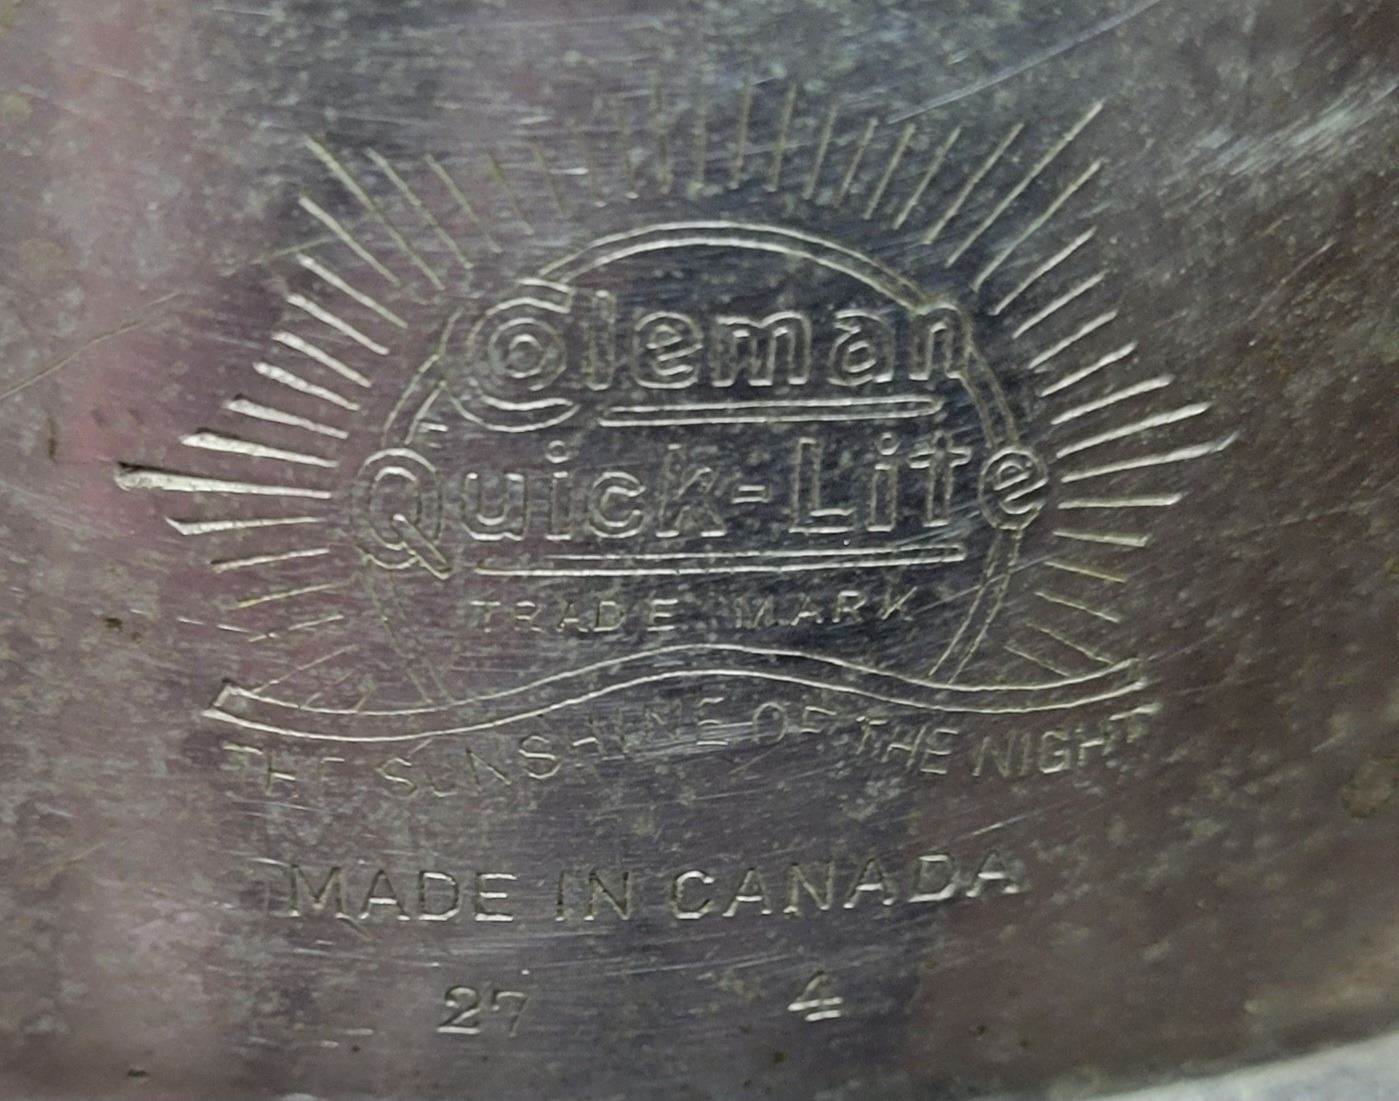 Coleman
Quick-Lite
TRADE MARK
THE SUNSHINE OF THE NIGHT
MADE IN CANADA
27 4